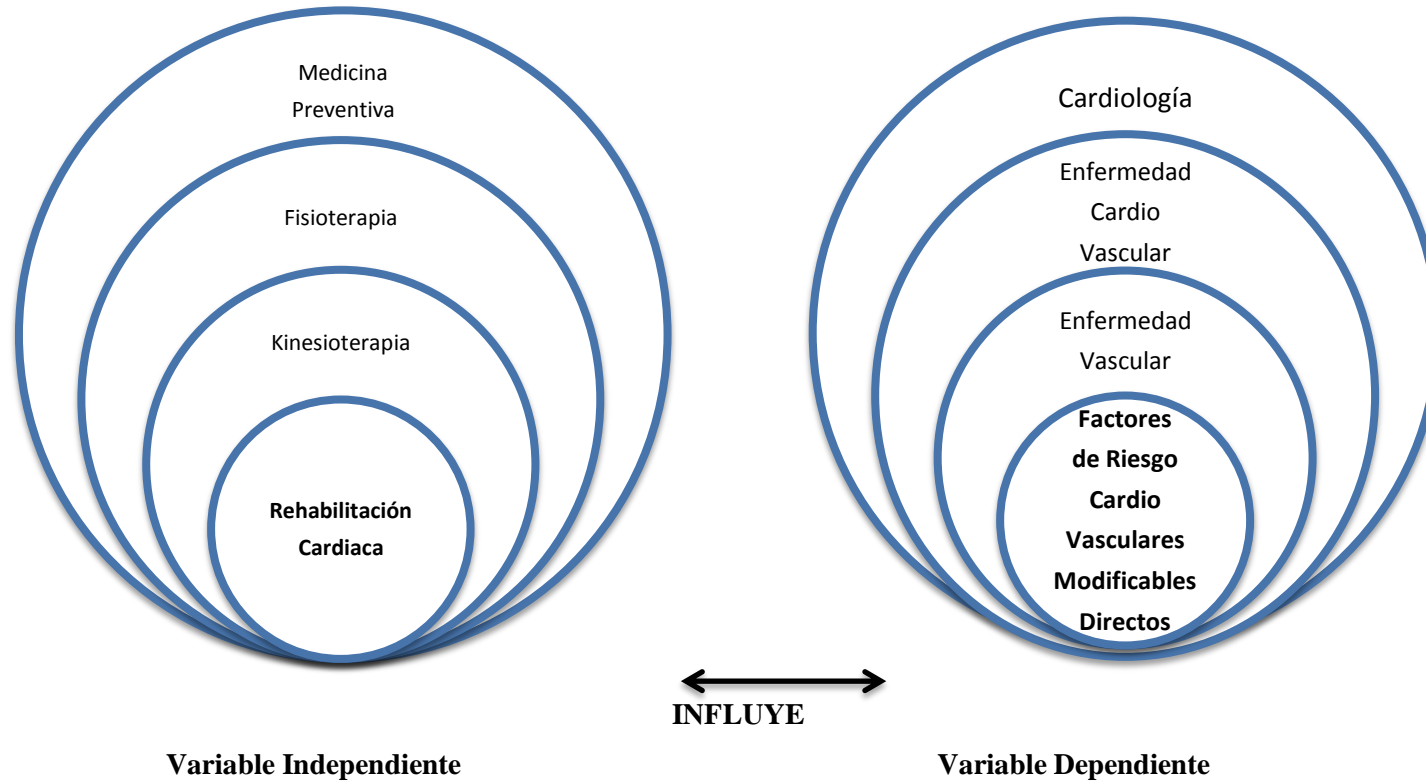 Medicina
Preventiva
Fisioterapia
Kinesioterapia
Rehabilitación
Cardiaca
Cardiología
Enfermedad
Cardio
Vascular
Enfermedad
Vascular
Factores
de Riesgo
Cardio
Vasculares
Modificables
Directos
INFLUYE
Variable Independiente
Variable Dependiente